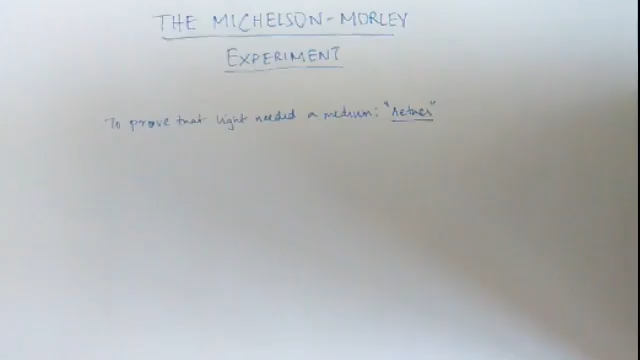 THE MICHELSON-MORLEY
EXPERIMENT
To prove that light needed a medium: "Aether"